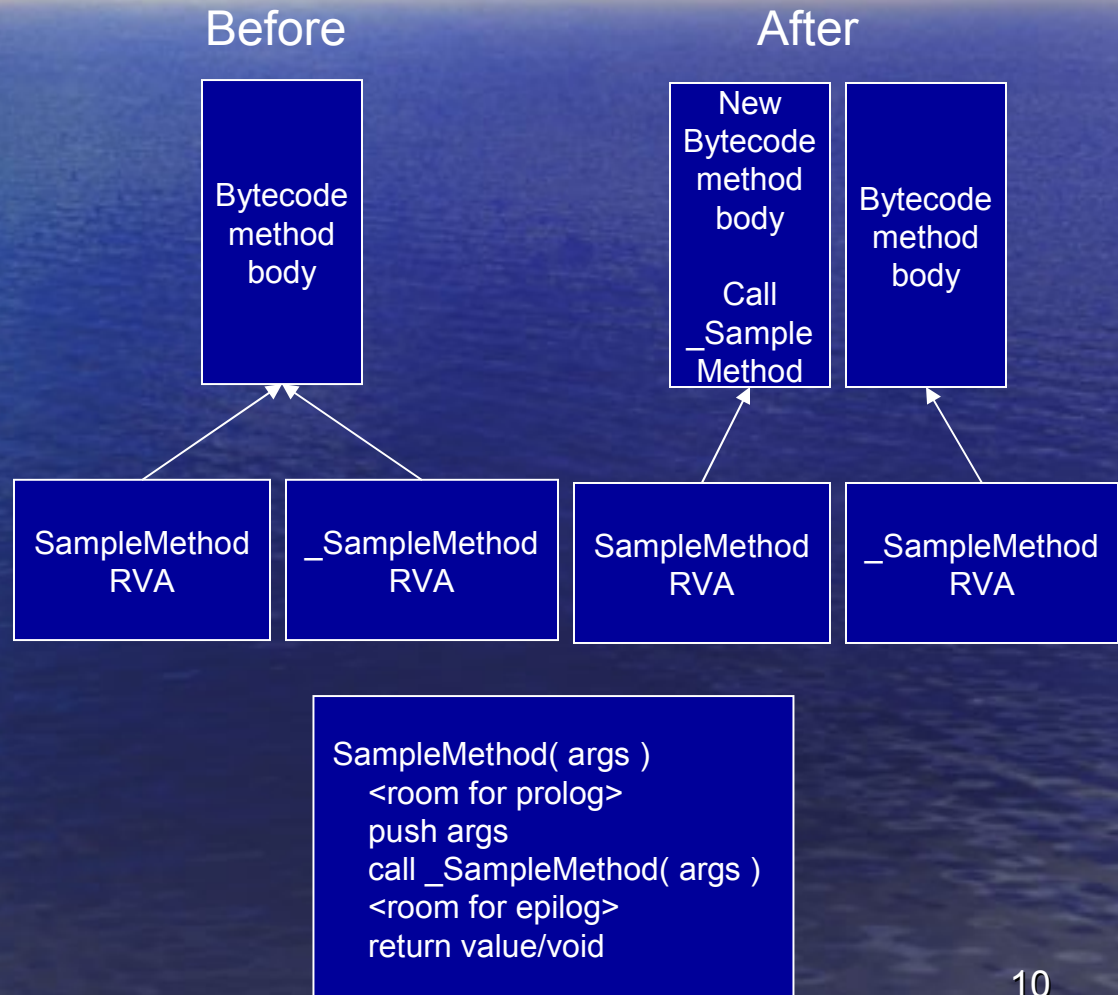 Before
After
Bytecode
method
body
New
Bytecode
method
body
Call
_Sample
Method
Bytecode
method
body
SampleMethod
RVA
_SampleMethod
RVA
SampleMethod
RVA
_SampleMethod
RVA
SampleMethod( args )
<room for prolog>
push args
call _SampleMethod( args )
<room for epilog>
return value/void
10